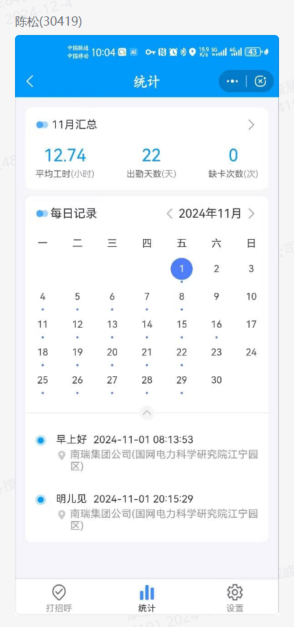 陈松(30419)
中国联通
中国移动 10:04 43
统计
11月汇总
12.74 22 0
平均工时(小时) 出勤天数(天) 缺卡次数(次)
每日记录 2024年11月
一 二 三 四 五 六 日
1 2 3
4 5 6 7 8 9 10
11 12 13 14 15 16 17
18 19 20 21 22 23 24
25 26 27 28 29 30
早上好 2024-11-01 08:13:53
南瑞集团公司(国网电力科学研究院江宁园
区)
明儿见 2024-11-01 20:15:29
南瑞集团公司(国网电力科学研究院江宁园
区)
打招呼 统计 设置